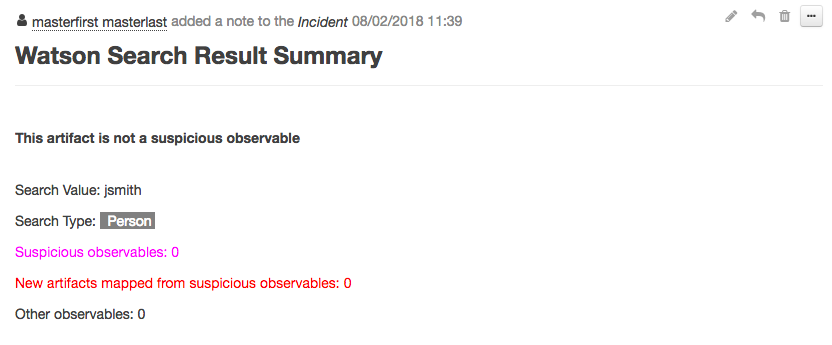 masterfirst masterlast added a note to the Incident 08/02/2018 11:39
Watson Search Result Summary
This artifact is not a suspicious observable
Search Value: jsmith
Search Type: Person
Suspicious observables: 0
New artifacts mapped from suspicious observables: 0
Other observables: 0